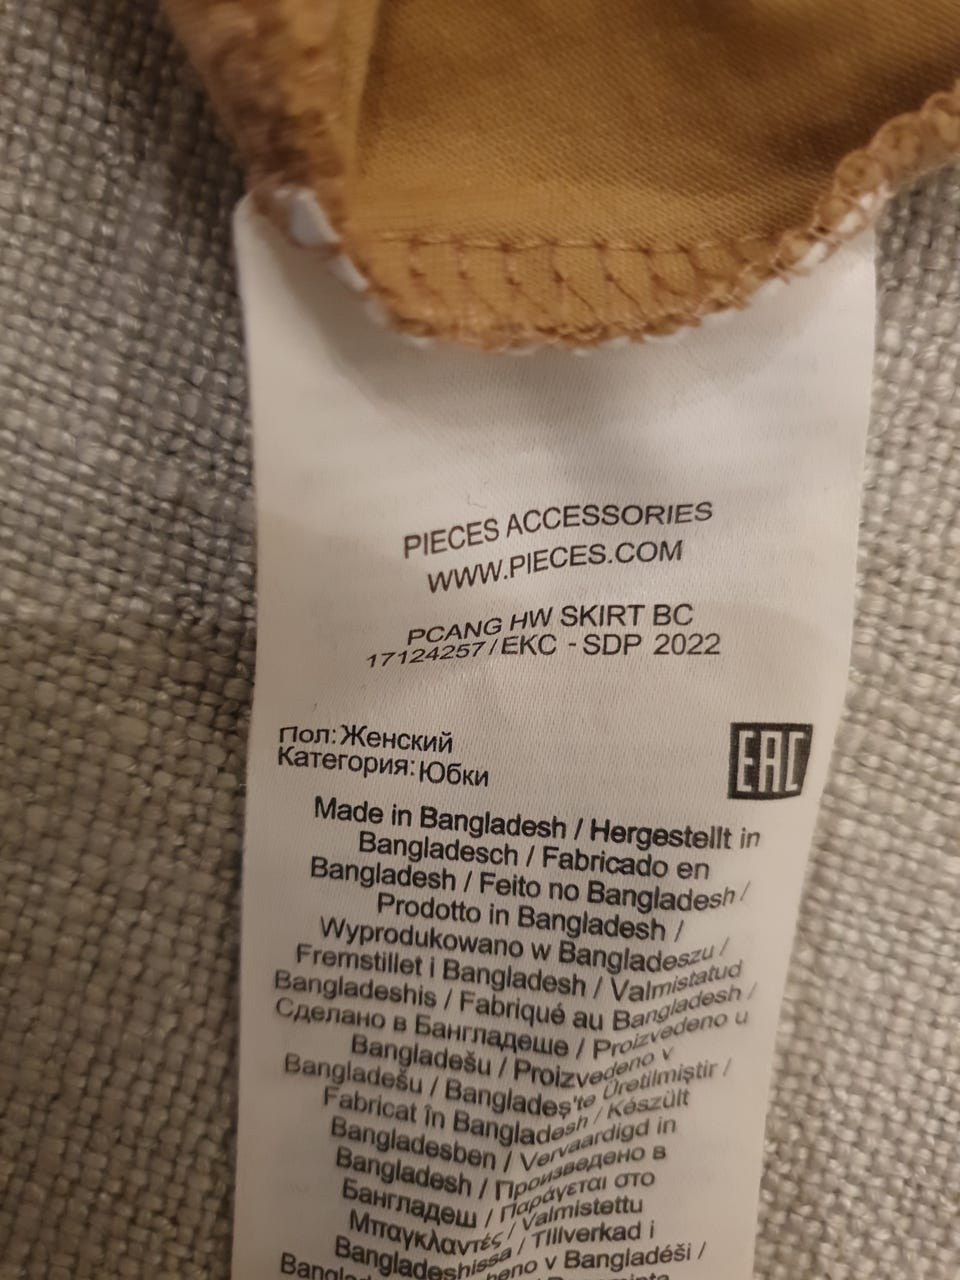 PIECES ACCESSORIES
WWW.PIECES.COM
PCANG HW SKIRT BC
17124257/EKC - SDP 2022
Пол:Женский
Категория:Юбки
EAC
Made in Bangladesh / Hergestellt in
Bangladesch / Fabricado en
Bangladesh / Feito no Bangladesh /
Prodotto in Bangladesh /
Wyprodukowano w Bangladeszu /
Fremstillet i Bangladesh / Valmistatud
Bangladeshis / Fabriqué au Bangladesh /
Сделано в Бангладеше / Proizvedeno u
Bangladešu / Proizvedeno v
Bangladešu / Bangladeş'te Üretilmiştir /
Fabricat în Bangladesh / Készült
Bangladesben / Vervaardigd in
Bangladesh / Произведено в
Бангладеш / Παράγεται στο
Μπαγκλαντές / Valmistettu
Bangladeshissa / Tillverkad i
v Bangladéši /